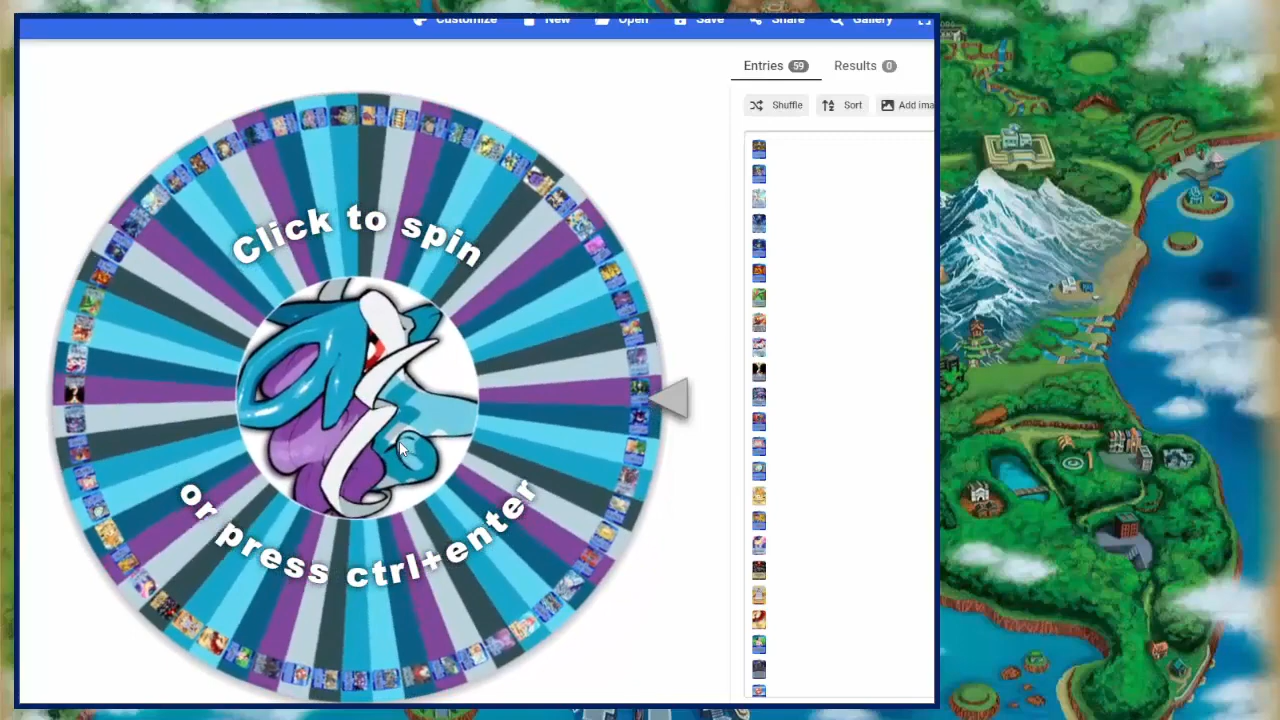 Customize New Open Save Share Gallery
Entries 59 Results 0
Shuffle Sort Add ima
Click to spin
or press ctrl+enter